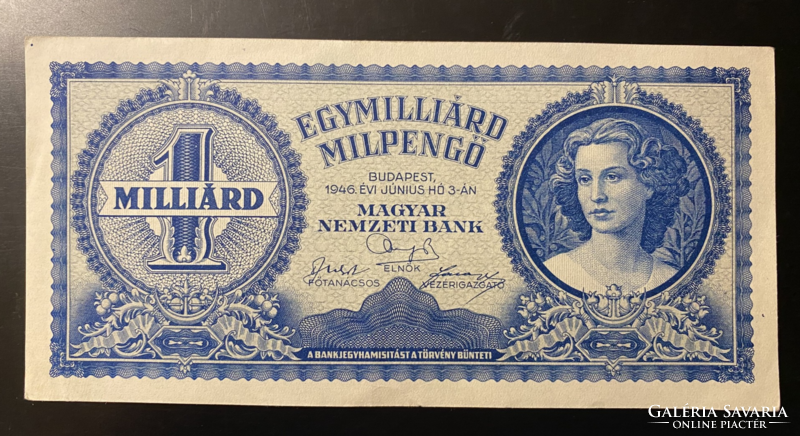 EGYMILLIÁRD
MILPENGŐ
BUDAPEST,
1946. ÉVI JÚNIUS HÓ 3-ÁN
MAGYAR
NEMZETI BANK
1
MILLIÁRD
ELNÖK
FŐTANÁCSOS
VEZÉRIGAZGATÓ
A BANKJEGYHAMISITÁST A TÖRVÉNY BÜNTETI
GALÉRIA SAVARIA
ONLINE PIACTÉR